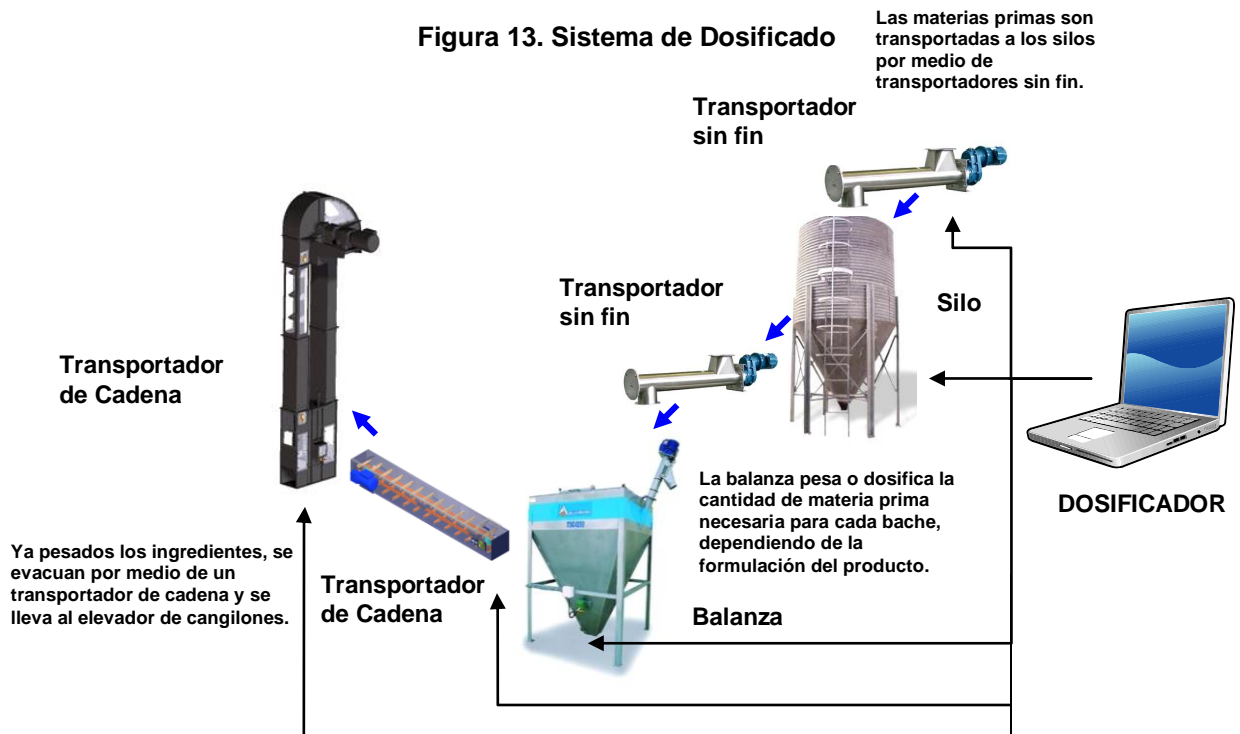 Figura 13. Sistema de Dosificado
Las materias primas son
transportadas a los silos
por medio de
transportadores sin fin.
Transportador
sin fin
Transportador
sin fin
Silo
Transportador
de Cadena
La balanza pesa o dosifica la
cantidad de materia prima
necesaria para cada bache,
dependiendo de la
formulación del producto.
DOSIFICADOR
Ya pesados los ingredientes, se
evacuan por medio de un
transportador de cadena y se
lleva al elevador de cangilones.
Transportador
de Cadena
Balanza